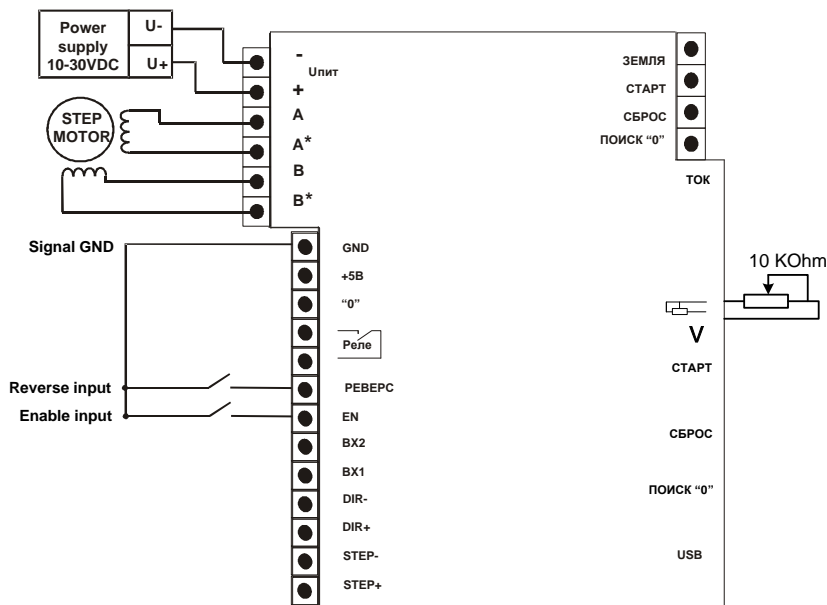 Power
supply
10-30VDC
U-
U+
-
Uпит
+
STEP
MOTOR
A
A*
B
B*
Signal GND
GND
+5В
“0”
Реле
Reverse input
РЕВЕРС
Enable input
EN
ВХ2
ВХ1
DIR-
DIR+
STEP-
STEP+
ЗЕМЛЯ
СТАРТ
СБРОС
ПОИСК “0”
ТОК
10 KOhm
V
СТАРТ
СБРОС
ПОИСК “0”
USB